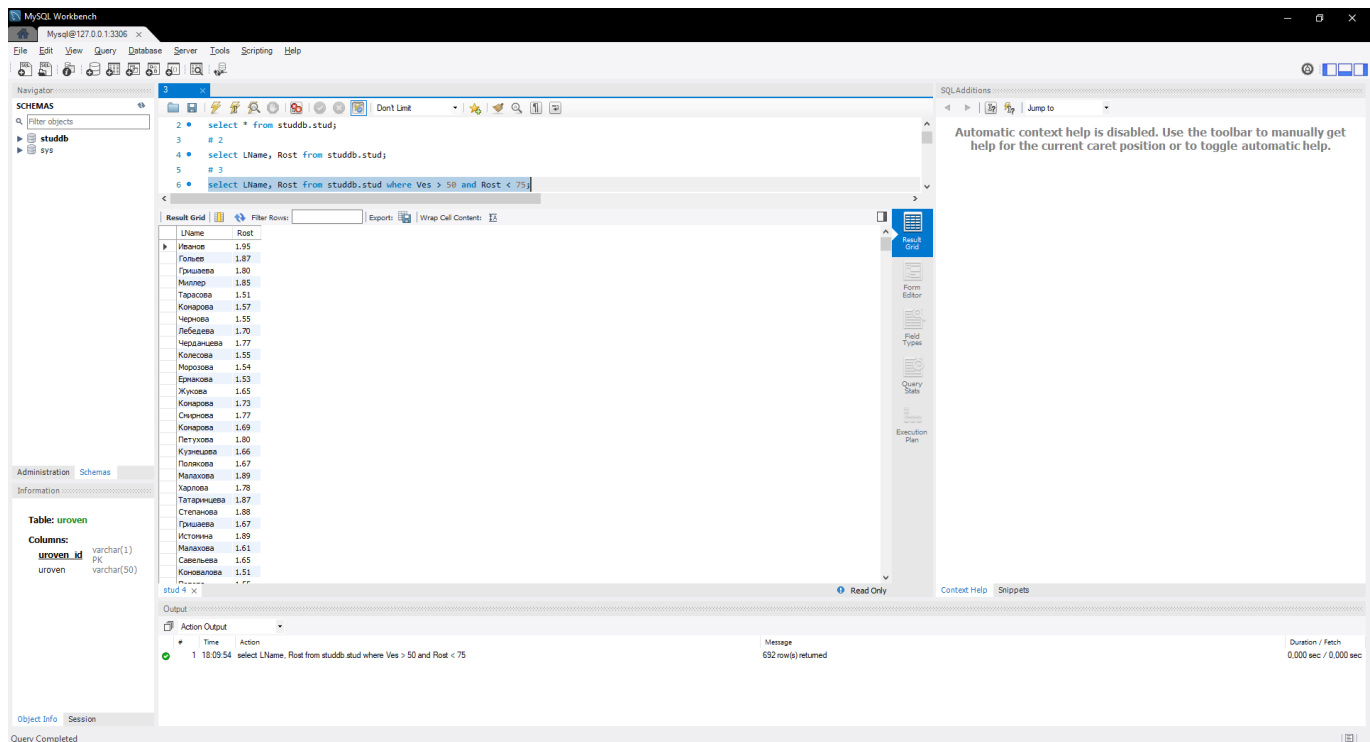 MySQL Workbench
Mysql@127.0.0.1:3306
File Edit View Query Database Server Tools Scripting Help
Navigator
SCHEMAS
Filter objects
studdb
sys
Administration Schemas
Information
Table: uroven
Columns:
uroven_id varchar(1) PK
uroven varchar(50)
Object Info Session
3
Don't Limit
2 select * from studdb.stud;
3 # 2
4 select LName, Rost from studdb.stud;
5 # 3
6 select LName, Rost from studdb.stud where Ves > 50 and Rost < 75;
Result Grid Filter Rows: Export: Wrap Cell Content:
LName Rost
Иванов 1.95
Гольев 1.87
Гришаева 1.80
Миллер 1.85
Тарасова 1.51
Комарова 1.57
Чернова 1.55
Лебедева 1.70
Черданцева 1.77
Колесова 1.55
Морозова 1.54
Ермакова 1.53
Жукова 1.65
Комарова 1.73
Смирнова 1.77
Комарова 1.69
Петухова 1.80
Кузнецова 1.66
Полякова 1.67
Малахова 1.89
Харлова 1.78
Татаринцева 1.87
Степанова 1.88
Гришаева 1.67
Истомина 1.89
Малахова 1.61
Савельева 1.65
Коновалова 1.51
Result Grid
Form Editor
Field Types
Query Stats
Execution Plan
stud 4
Read Only
SQLAdditions
Jump to
Automatic context help is disabled. Use the toolbar to manually get
help for the current caret position or to toggle automatic help.
Context Help Snippets
Output
Action Output
# Time Action Message Duration / Fetch
1 18:09:54 select LName, Rost from studdb.stud where Ves > 50 and Rost < 75 692 row(s) returned 0,000 sec / 0,000 sec
Query Completed